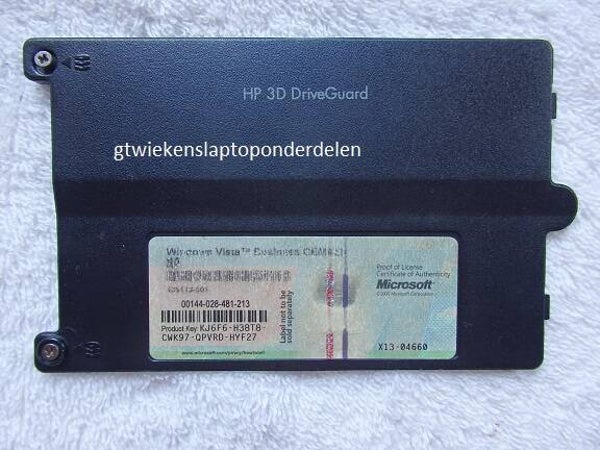 HP 3D DriveGuard
gtwiekenslaptoponderdelen
Windows Vista™ Business
HP
Proof of License
Certificate of Authenticity
Microsoft®
00144-028-481-213
Label not to be
sold separately
Product Key: KJ6F6-H38T8-
CWK97-QPVRD-HYF27
X13-04660